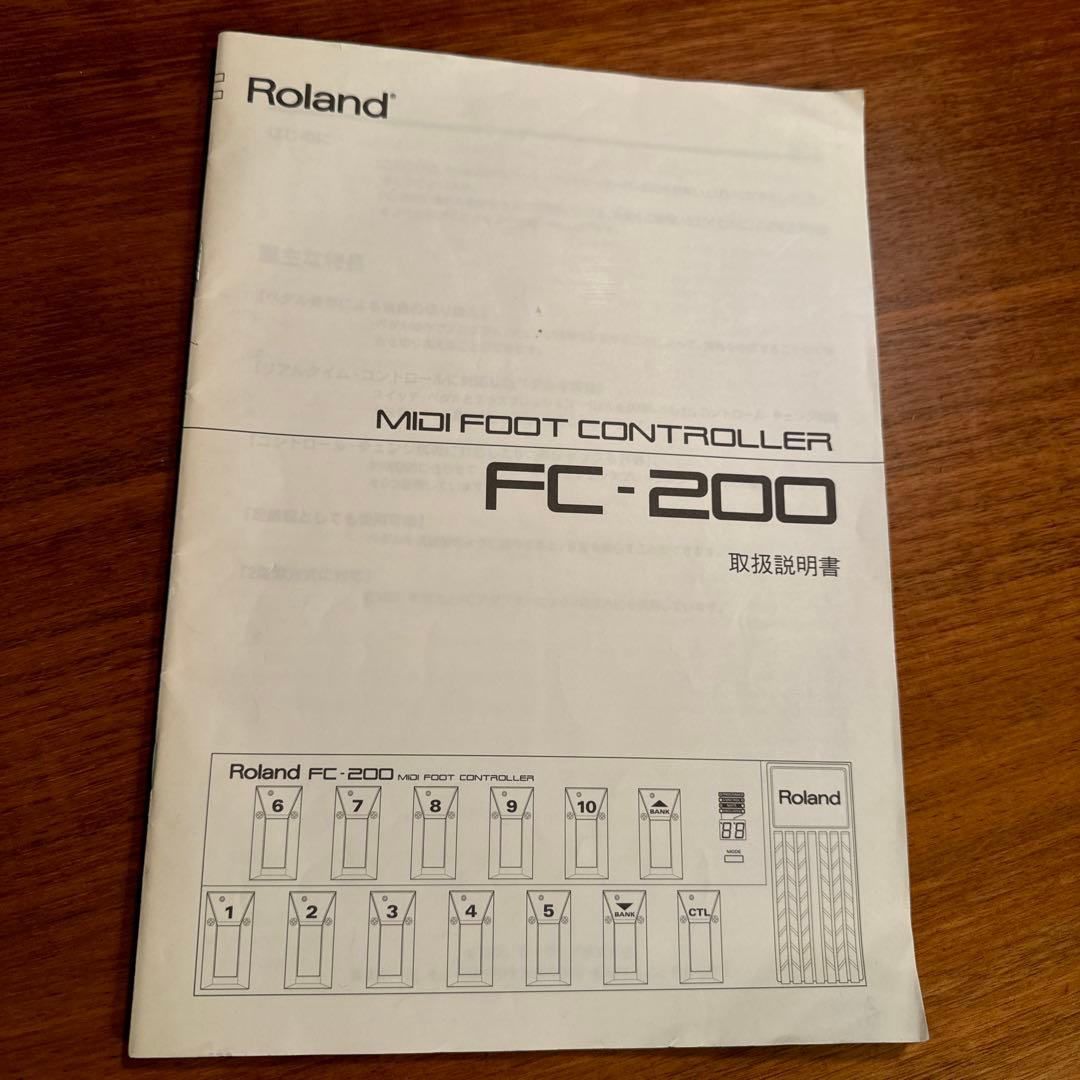 Roland®
MIDI FOOT CONTROLLER
FC-200
取扱説明書
Roland FC-200 MIDI FOOT CONTROLLER
6 7 8 9 10 BANK
88
MODE
Roland
1 2 3 4 5 BANK CTL